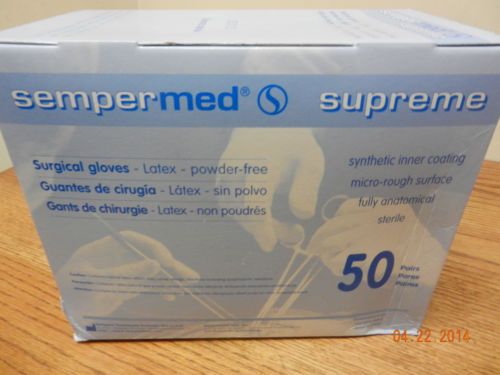 sempermed® supreme
Surgical gloves - Latex - powder-free
Guantes de cirugía - Látex - sin polvo
Gants de chirurgie - Latex - non poudrés
synthetic inner coating
micro-rough surface
fully anatomical
sterile
50 Pairs
Pares
Paires
04.22.2014